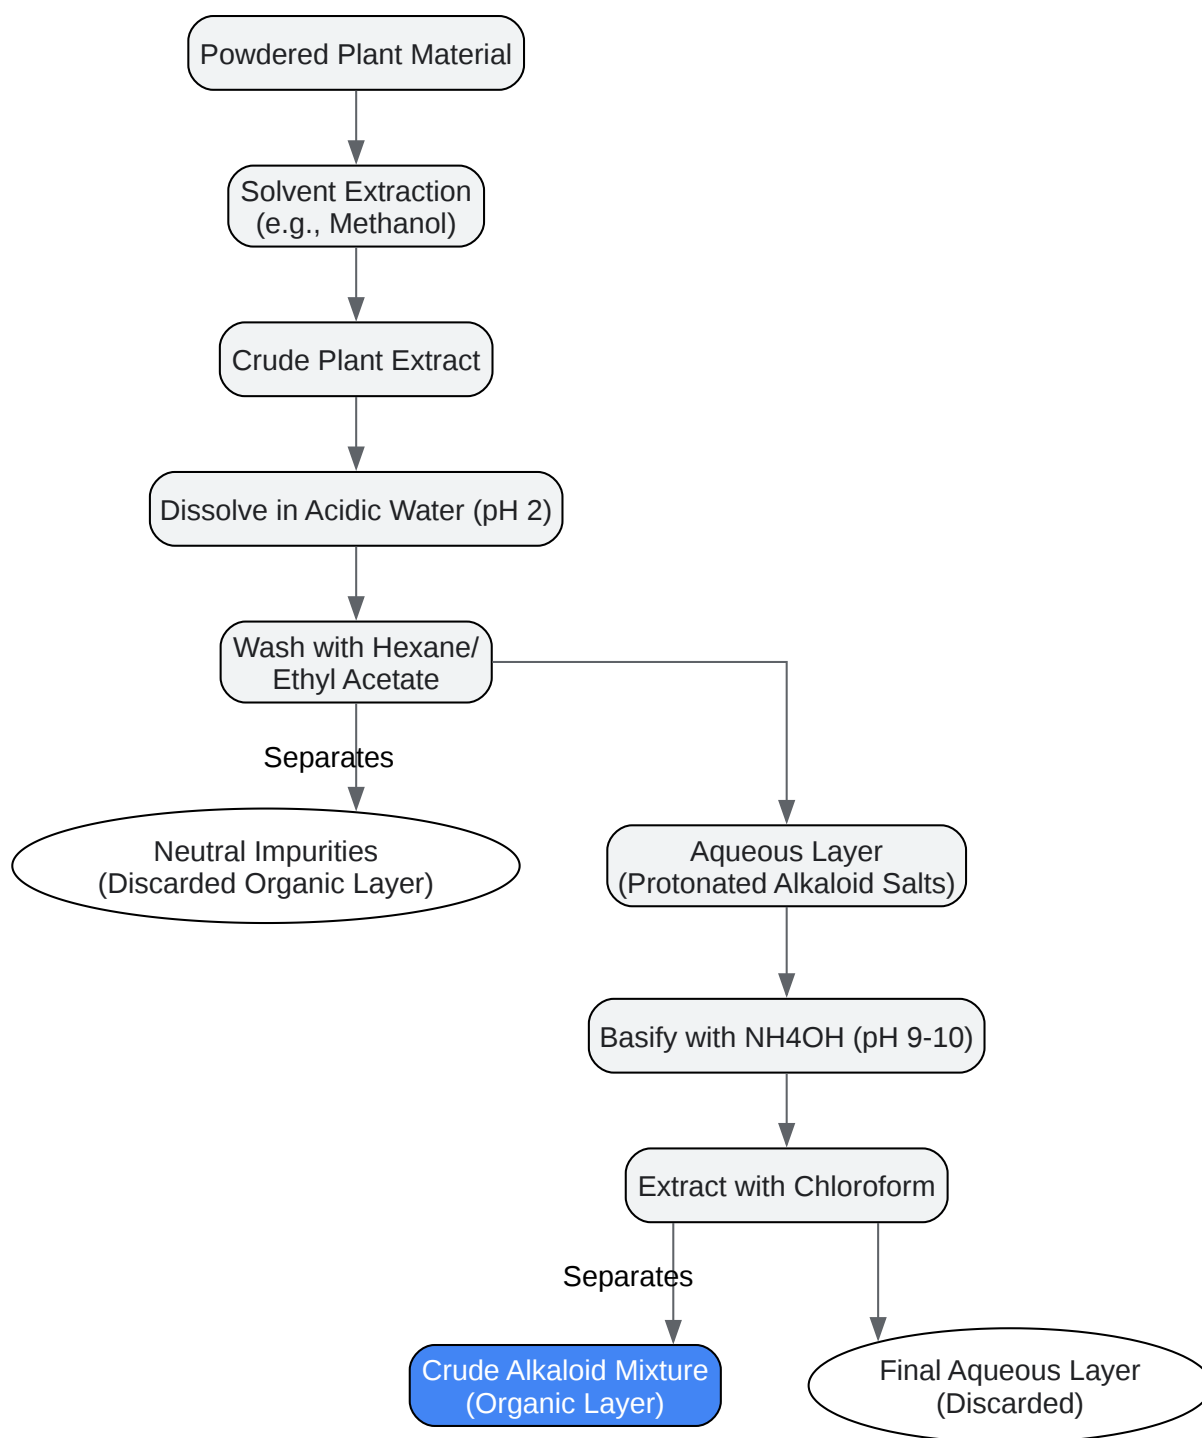 Powdered Plant Material
Solvent Extraction
(e.g., Methanol)
Crude Plant Extract
Dissolve in Acidic Water (pH 2)
Wash with Hexane/
Ethyl Acetate
Separates
Neutral Impurities
(Discarded Organic Layer)
Aqueous Layer
(Protonated Alkaloid Salts)
Basify with NH4OH (pH 9-10)
Extract with Chloroform
Separates
Crude Alkaloid Mixture
(Organic Layer)
Final Aqueous Layer
(Discarded)